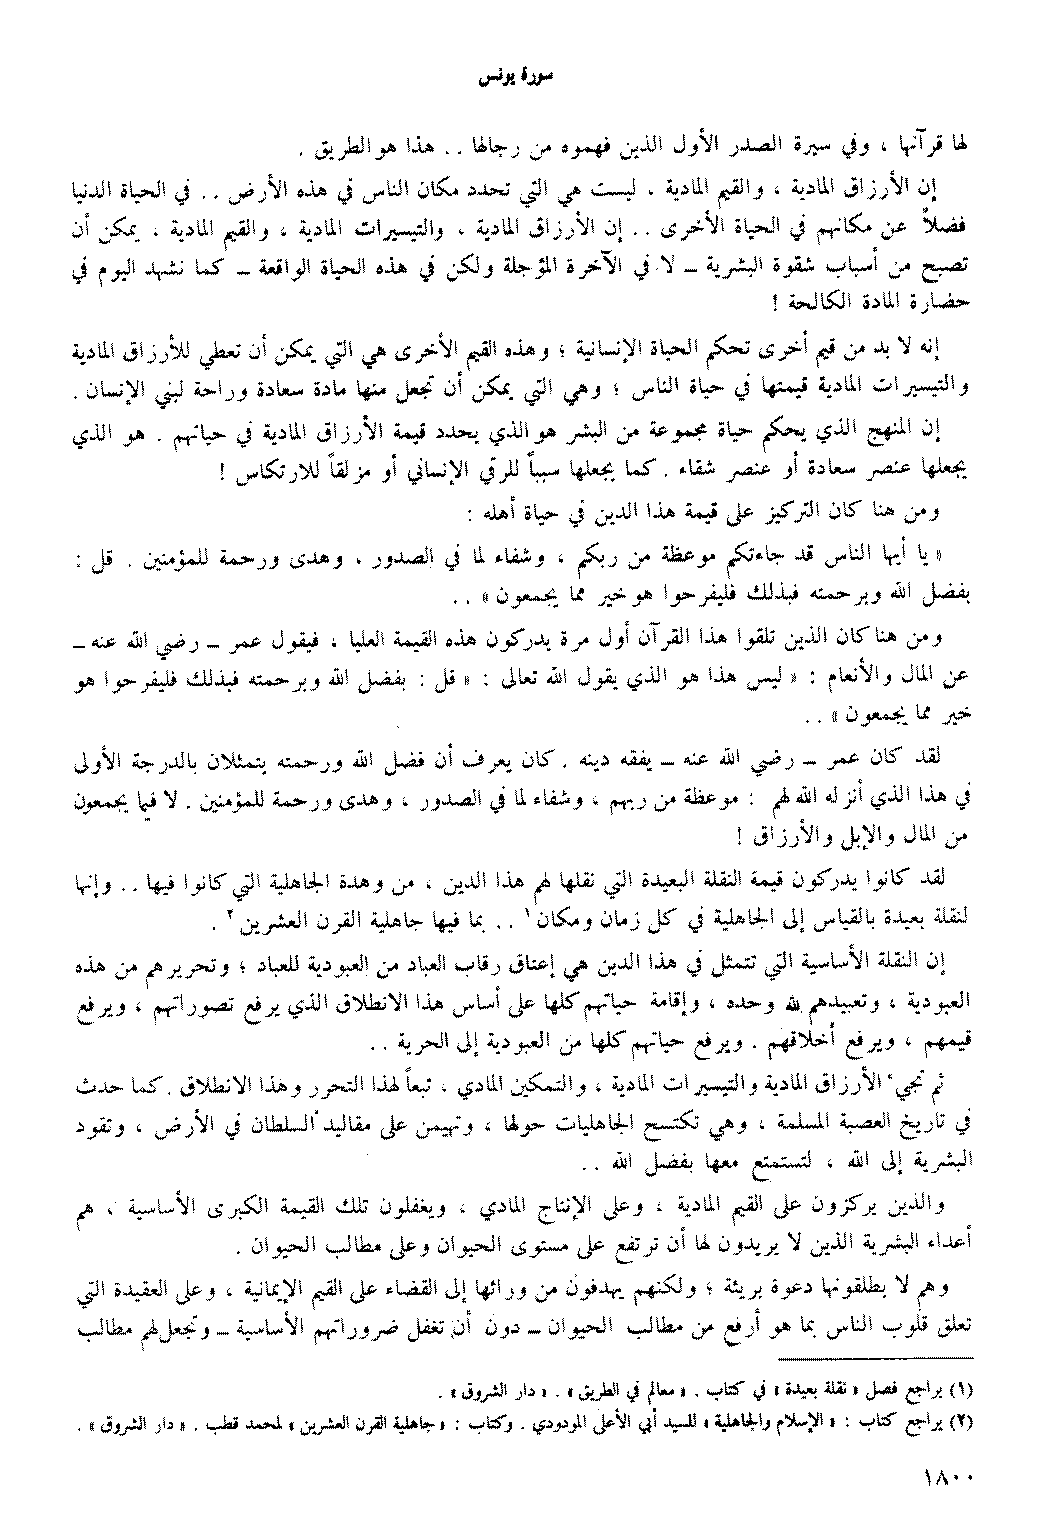 سورة يونس
لها قرآنها ، وفي سيرة الصدر الأول الذين فهموه من رجالها .. هذا هو الطريق .
إن الأرزاق المادية ، والقيم المادية ، ليست هي التي تحدد مكان الناس في هذه الأرض .. في الحياة الدنيا
فضلاً عن مكانهم في الحياة الأخرى .. إن الأرزاق المادية ، والتيسيرات المادية ، والقيم المادية ، يمكن أن
تصبح من أسباب شقوة البشرية – لا في الآخرة المؤجلة ولكن في هذه الحياة الواقعة – كما نشهد اليوم في
حضارة المادة الكالحة !
إنه لا بد من قيم أخرى تحكم الحياة الإنسانية ؛ وهذه القيم الأخرى هي التي يمكن أن تعطي للأرزاق المادية
والتيسيرات المادية قيمتها في حياة الناس ؛ وهي التي يمكن أن تجعل منها مادة سعادة وراحة لبني الإنسان .
إن المنهج الذي يحكم حياة مجموعة من البشر هو الذي يحدد قيمة الأرزاق المادية في حياتهم . هو الذي
يجعلها عنصر سعادة أو عنصر شقاء . كما يجعلها سبباً للرقي الإنساني أو مزلقاً للارتكاس !
ومن هنا كان التركيز على قيمة هذا الدين في حياة أهله :
« يا أيها الناس قد جاءتكم موعظة من ربكم ، وشفاء لما في الصدور ، وهدى ورحمة للمؤمنين . قل :
بفضل الله وبرحمته فبذلك فليفرحوا هو خير مما يجمعون » ..
ومن هنا كان الذين تلقوا هذا القرآن أول مرة يدركون هذه القيمة العليا ، فيقول عمر – رضي الله عنه –
عن المال والأنعام : « ليس هذا هو الذي يقول الله تعالى : « قل : بفضل الله وبرحمته فبذلك فليفرحوا هو
خير مما يجمعون » ..
لقد كان عمر – رضي الله عنه – يفقه دينه . كان يعرف أن فضل الله ورحمته يتمثلان بالدرجة الأولى
في هذا الذي أنزله الله لهم : موعظة من ربهم ، وشفاء لما في الصدور ، وهدى ورحمة للمؤمنين . لا فيما يجمعون
من المال والإبل والأرزاق !
لقد كانوا يدركون قيمة النقلة البعيدة التي نقلها لهم هذا الدين ، من وهدة الجاهلية التي كانوا فيها .. وإنها
لنقلة بعيدة بالقياس إلى الجاهلية في كل زمان ومكان ١ .. بما فيها جاهلية القرن العشرين ٢ .
إن النقلة الأساسية التي تتمثل في هذا الدين هي إعتاق رقاب العباد من العبودية للعباد ؛ وتحريرهم من هذه
العبودية ، وتعبيدهم لله وحده ، وإقامة حياتهم كلها على أساس هذا الانطلاق الذي يرفع تصوراتهم ، ويرفع
قيمهم ، ويرفع أخلاقهم . ويرفع حياتهم كلها من العبودية إلى الحرية ..
ثم تجيء الأرزاق المادية والتيسيرات المادية ، والتمكين المادي ، تبعاً لهذا التحرر وهذا الانطلاق . كما حدث
في تاريخ العصبة المسلمة ، وهي تكتسح الجاهليات حولها ، وتهيمن على مقاليد السلطان في الأرض ، وتقود
البشرية إلى الله ، لتستمتع معها بفضل الله ..
والذين يركزون على القيم المادية ، وعلى الإنتاج المادي ، ويغفلون تلك القيمة الكبرى الأساسية ، هم
أعداء البشرية الذين لا يريدون لها أن ترتفع على مستوى الحيوان وعلى مطالب الحيوان .
وهم لا يطلقونها دعوة بريئة ؛ ولكنهم يهدفون من ورائها إلى القضاء على القيم الإيمانية ، وعلى العقيدة التي
تعلق قلوب الناس بما هو أرفع من مطالب الحيوان – دون أن تغفل ضروراتهم الأساسية – وتجعل لهم مطالب
(١) يراجع فصل « نقلة بعيدة » في كتاب . « معالم في الطريق » . « دار الشروق » .
(٢) يراجع كتاب : « الإسلام والجاهلية » للسيد أبي الأعلى المودودي . وكتاب : « جاهلية القرن العشرين » لمحمد قطب . « دار الشروق » .
١٨٠٠